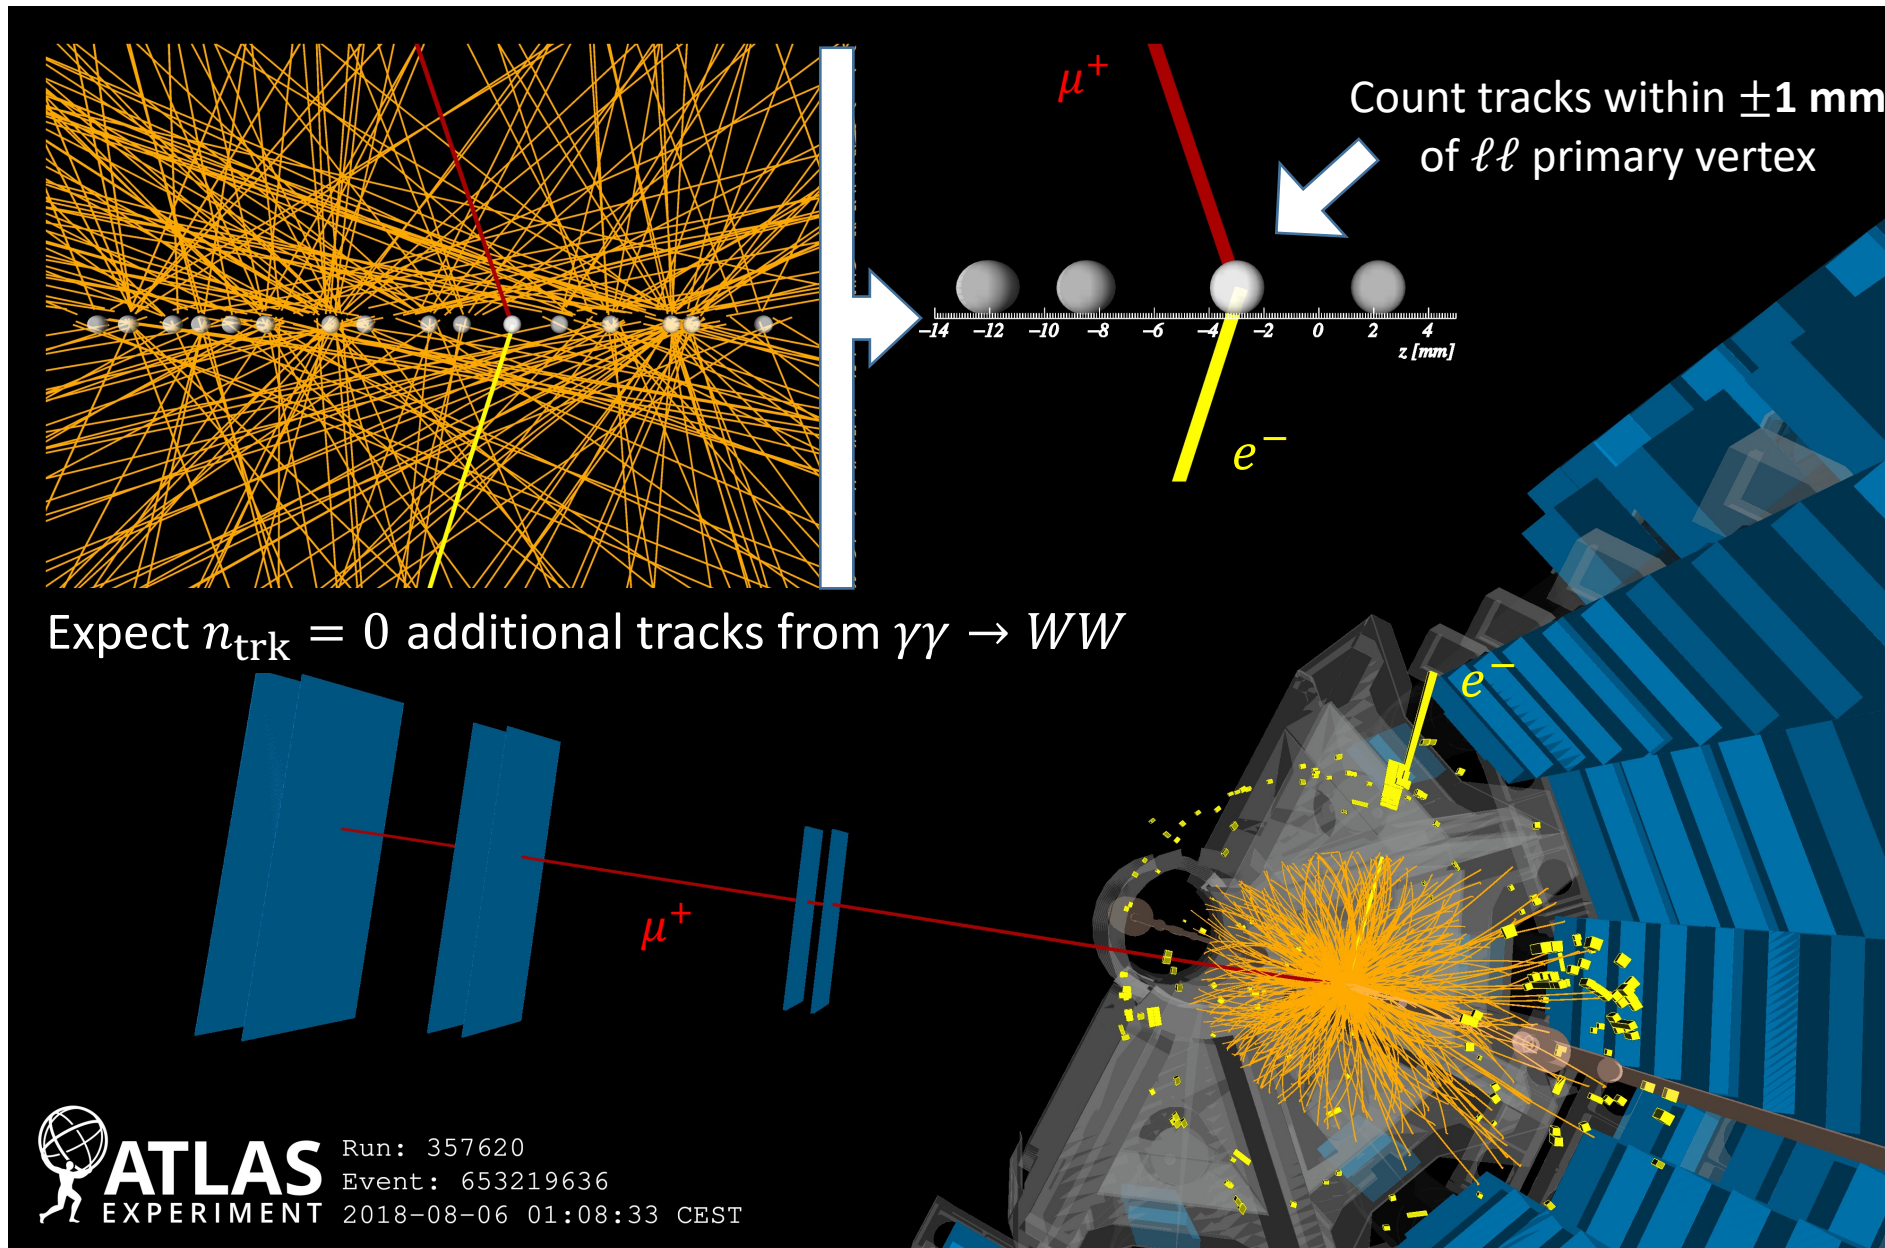 μ⁺
Count tracks within ±1 mm
of ℓℓ primary vertex
−14 −12 −10 −8 −6 −4 −2 0 2 4
z [mm]
e⁻
Expect n_trk = 0 additional tracks from γγ → WW
e⁻
μ⁺
ATLAS
EXPERIMENT
Run: 357620
Event: 653219636
2018-08-06 01:08:33 CEST